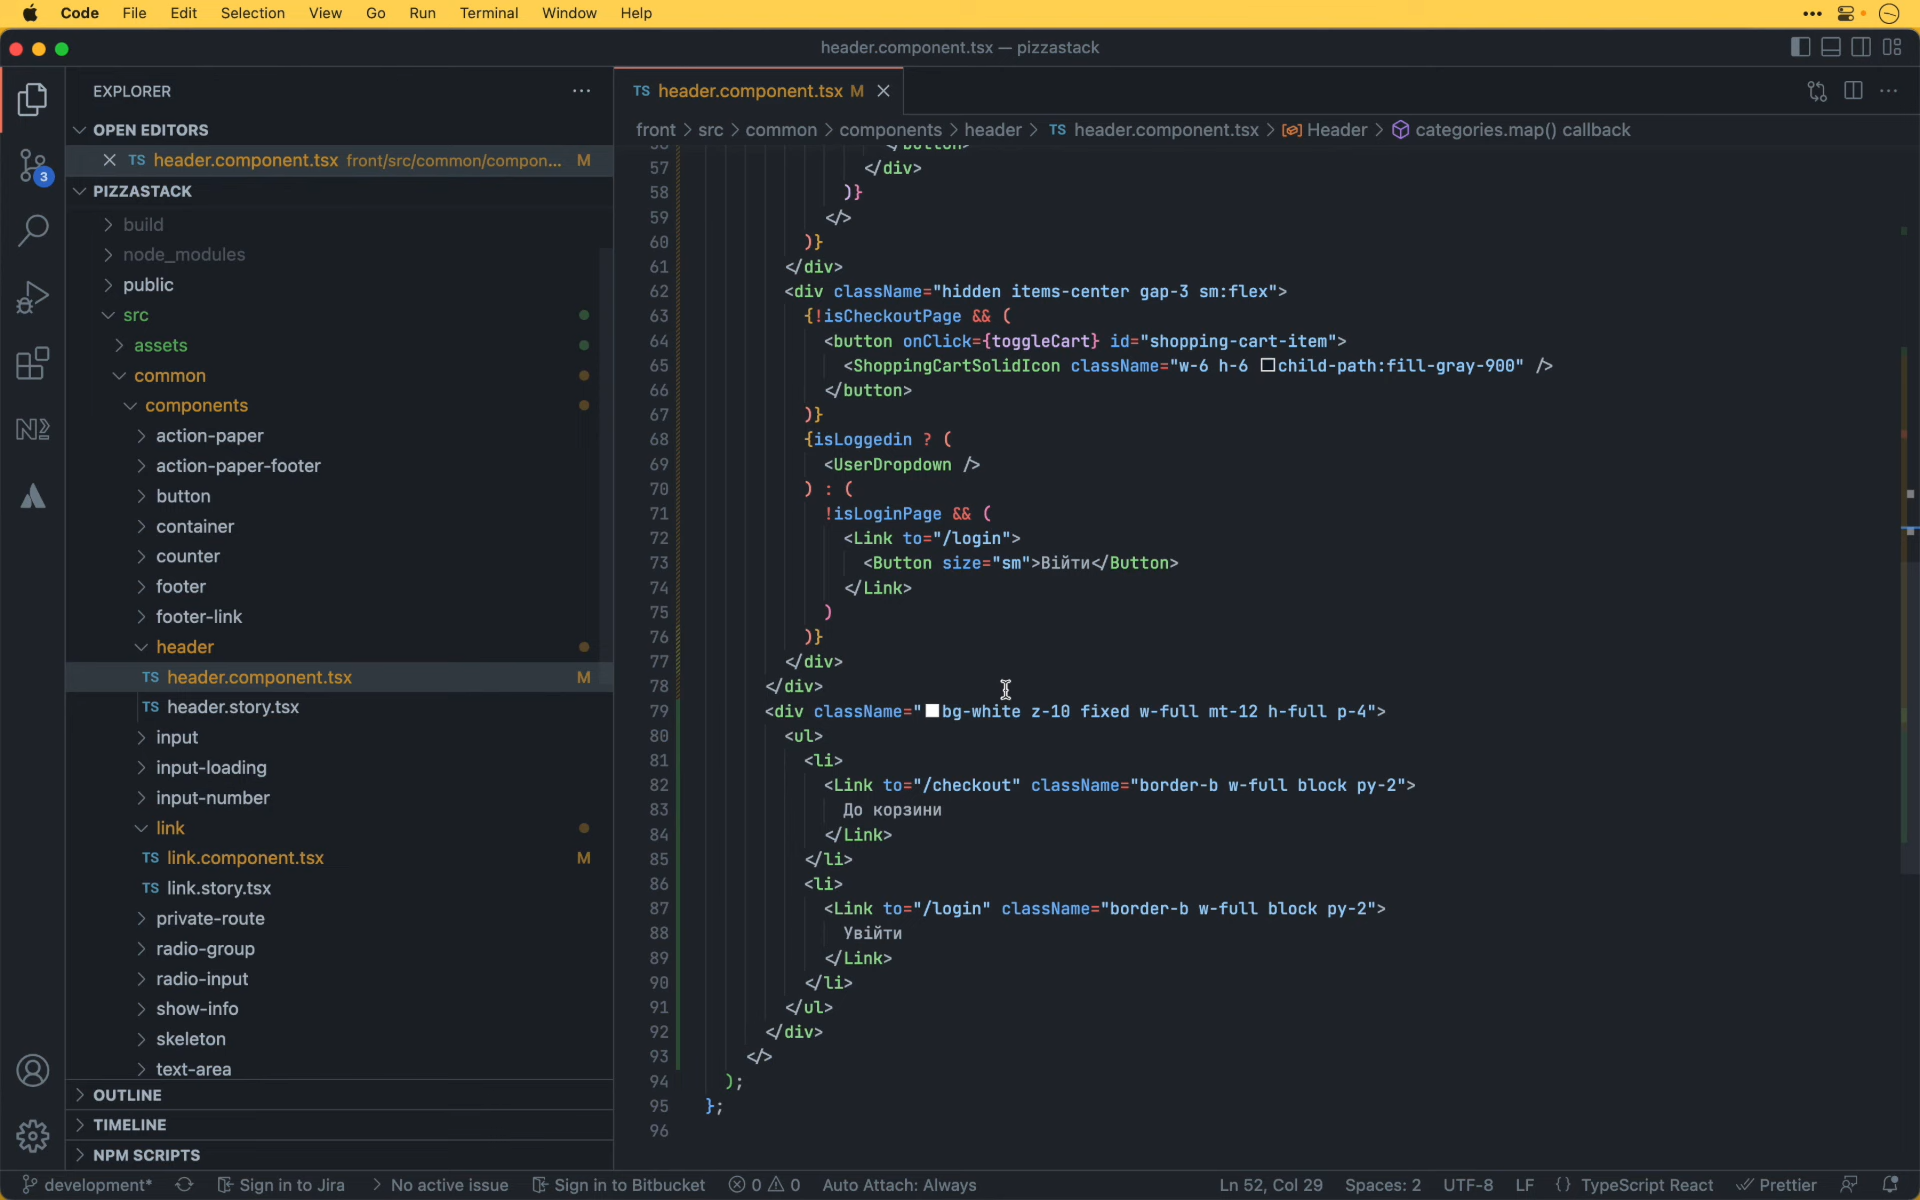 Code File Edit Selection View Go Run Terminal Window Help
header.component.tsx — pizzastack
EXPLORER
OPEN EDITORS
TS header.component.tsx front/src/common/compon... M
PIZZASTACK
build
node_modules
public
src
assets
common
components
action-paper
action-paper-footer
button
container
counter
footer
footer-link
header
TS header.component.tsx M
TS header.story.tsx
input
input-loading
input-number
link
TS link.component.tsx M
TS link.story.tsx
private-route
radio-group
radio-input
show-info
skeleton
text-area
OUTLINE
TIMELINE
NPM SCRIPTS
3
TS header.component.tsx M
front > src > common > components > header > TS header.component.tsx > Header > categories.map() callback
57 </div>
58 )}
59 </>
60 )}
61 </div>
62 <div className="hidden items-center gap-3 sm:flex">
63 {!isCheckoutPage && (
64 <button onClick={toggleCart} id="shopping-cart-item">
65 <ShoppingCartSolidIcon className="w-6 h-6 child-path:fill-gray-900" />
66 </button>
67 )}
68 {isLoggedin ? (
69 <UserDropdown />
70 ) : (
71 !isLoginPage && (
72 <Link to="/login">
73 <Button size="sm">Війти</Button>
74 </Link>
75 )
76 )}
77 </div>
78 </div>
79 <div className="bg-white z-10 fixed w-full mt-12 h-full p-4">
80 <ul>
81 <li>
82 <Link to="/checkout" className="border-b w-full block py-2">
83 До корзини
84 </Link>
85 </li>
86 <li>
87 <Link to="/login" className="border-b w-full block py-2">
88 Увійти
89 </Link>
90 </li>
91 </ul>
92 </div>
93 </>
94 );
95 };
96
development* Sign in to Jira No active issue Sign in to Bitbucket 0 0 Auto Attach: Always Ln 52, Col 29 Spaces: 2 UTF-8 LF {} TypeScript React Prettier